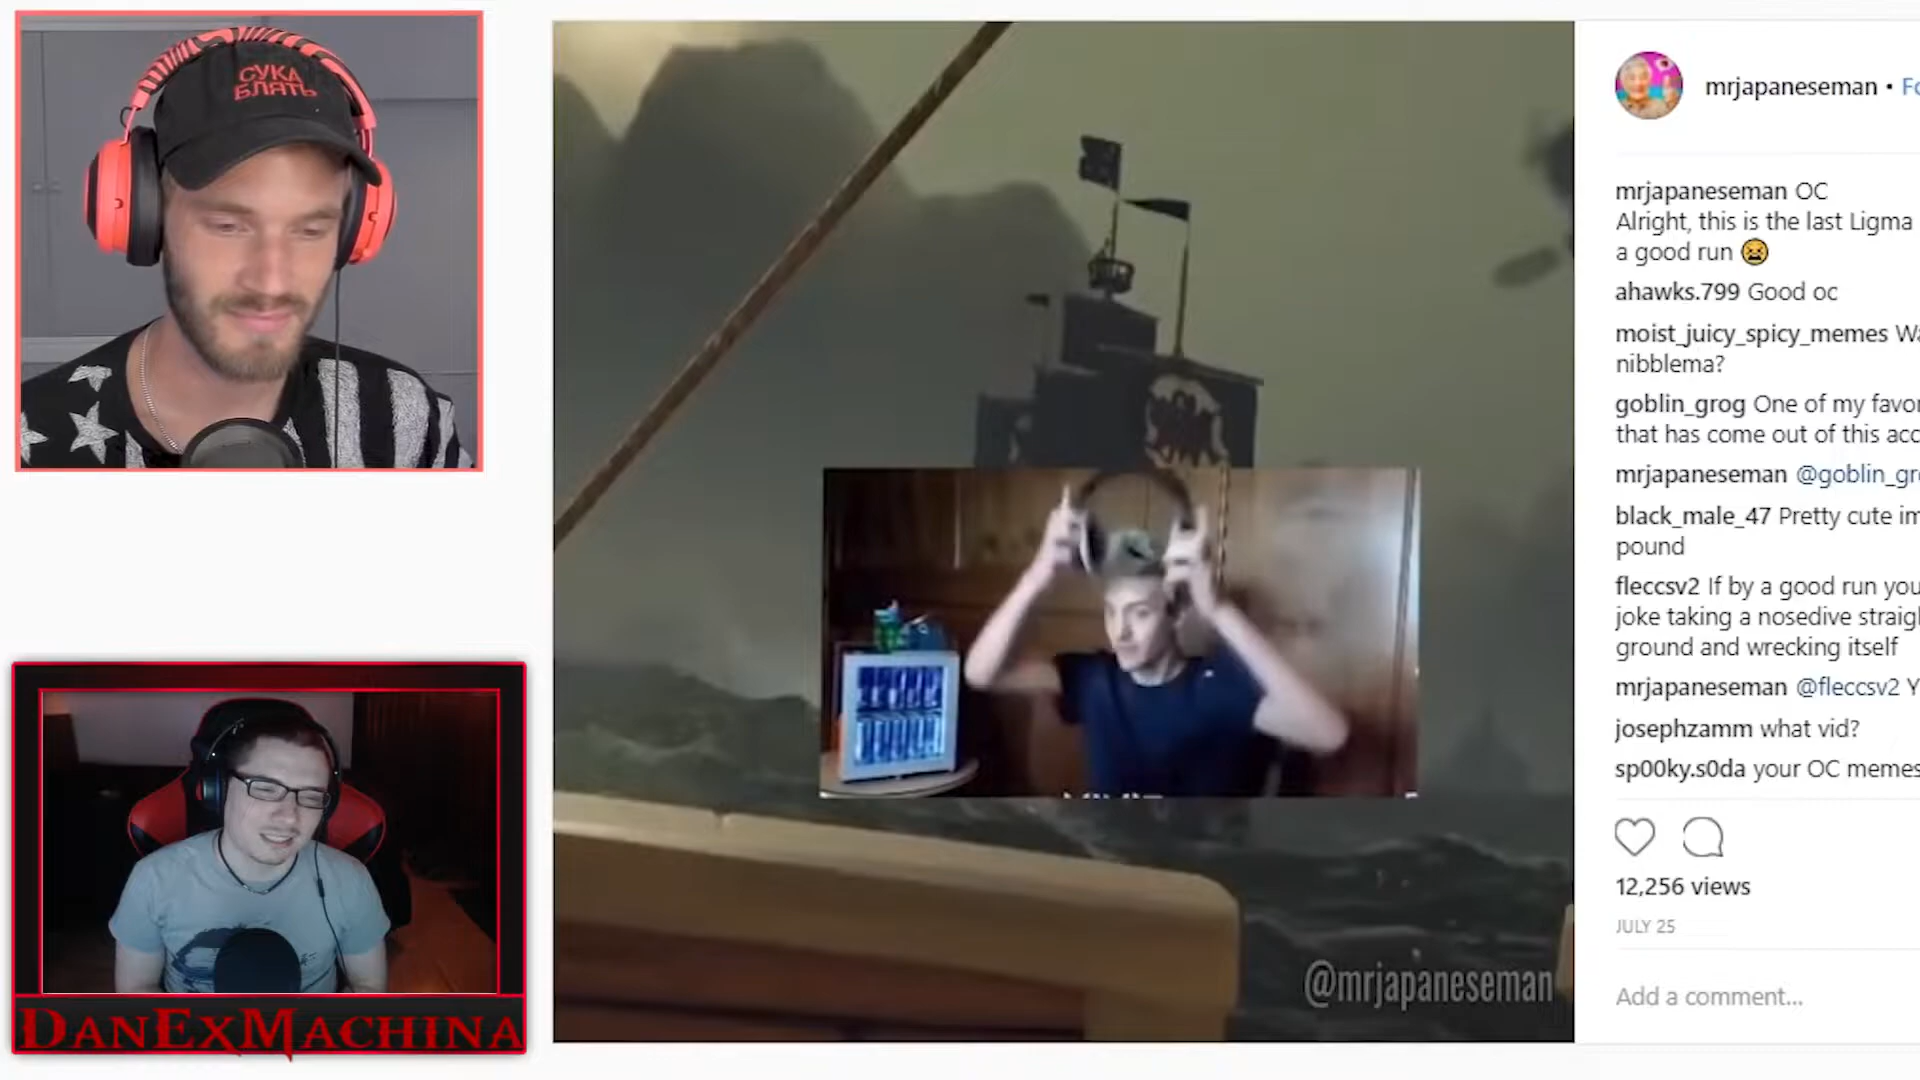 СУКА
БЛЯТЬ
mrjapaneseman •
mrjapaneseman OC
Alright, this is the last Ligma
a good run
ahawks.799 Good oc
moist_juicy_spicy_memes
nibblema?
goblin_grog One of my
that has come out of this
mrjapaneseman
black_male_47 Pretty cute
pound
fleccsv2 If by a good run you
joke taking a nosedive
ground and wrecking itself
mrjapaneseman @fleccsv2
josephzamm what vid?
sp00ky.s0da your OC memes
12,256 views
JULY 25
Add a comment...
@mrjapaneseman
DANEXMACHINA